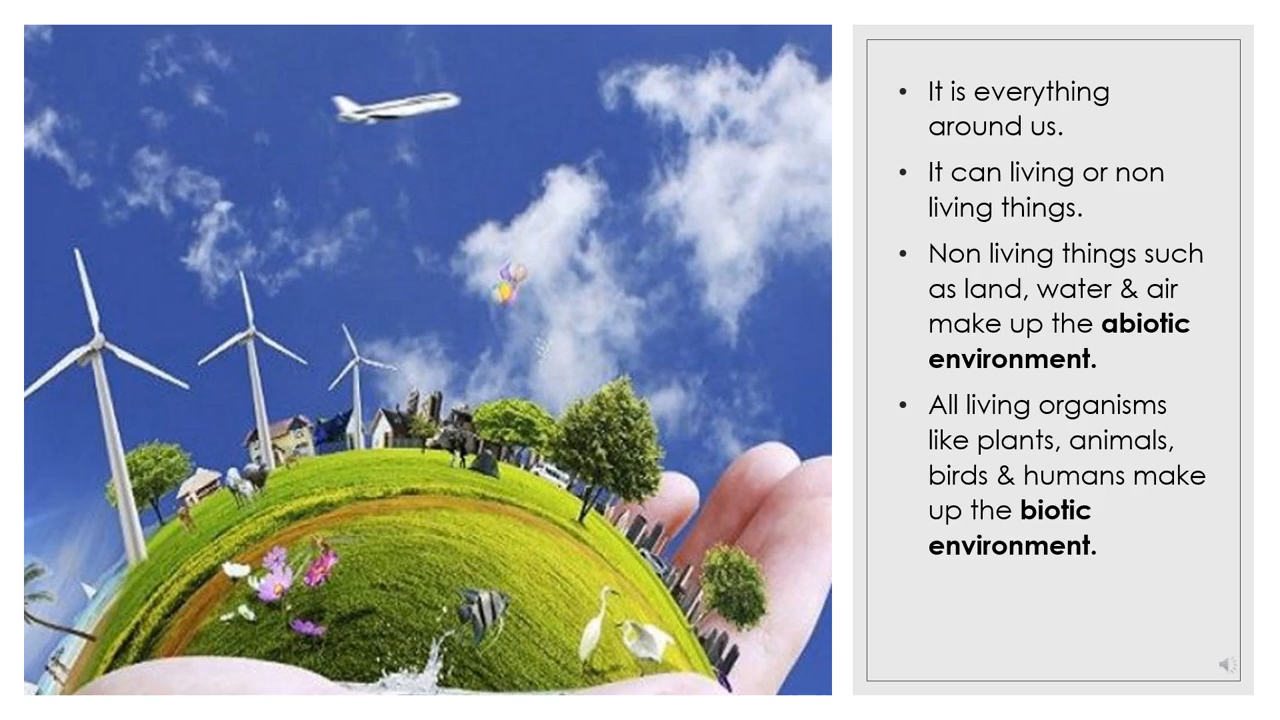 • It is everything
around us.
• It can living or non
living things.
• Non living things such
as land, water & air
make up the abiotic
environment.
• All living organisms
like plants, animals,
birds & humans make
up the biotic
environment.